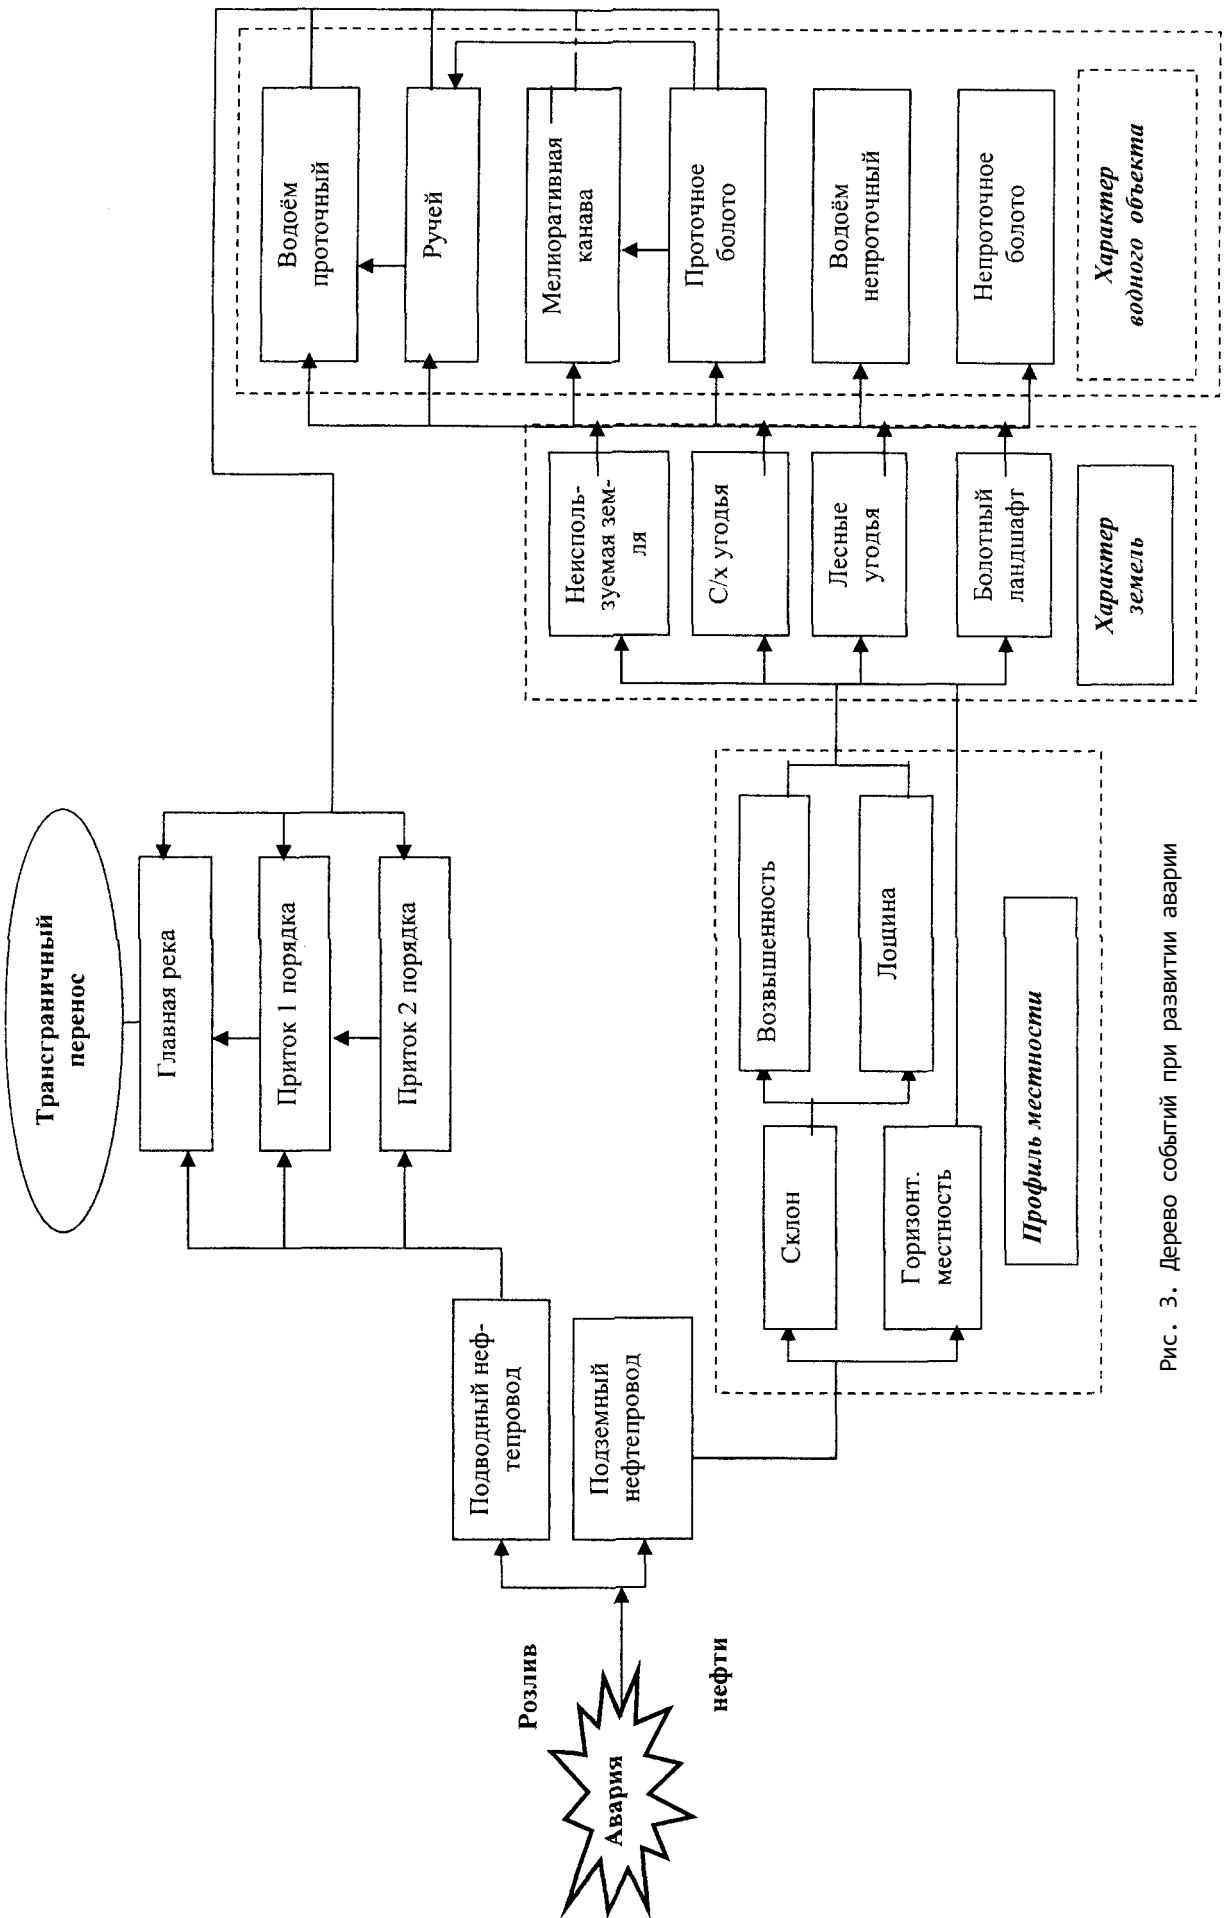 Трансграничный
перенос
Главная река
Приток 1 порядка
Приток 2 порядка
Водоём
проточный
Ручей
Мелиоративная
канава
Проточное
болото
Водоём
непроточный
Непроточное
болото
Характер
водного объекта
Неисполь-
зуемая зем-
ля
С/х угодья
Лесные
угодья
Болотный
ландшафт
Характер
земель
Подводный неф-
тепровод
Подземный
нефтепровод
Возвышенность
Лощина
Склон
Горизонт.
местность
Профиль местности
Розлив
нефти
Авария
Рис. 3. Дерево событий при развитии аварии